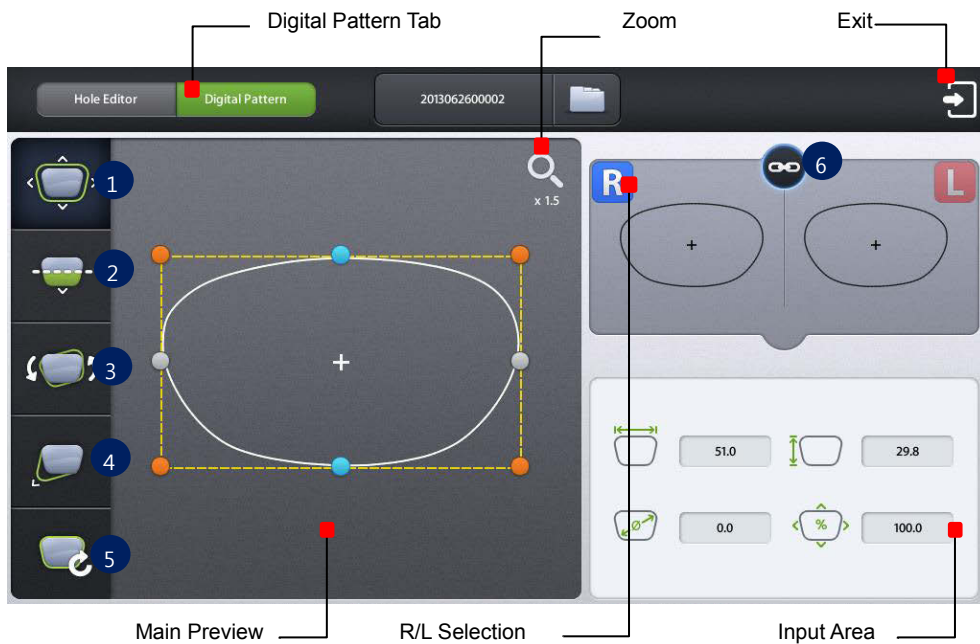 Digital Pattern Tab
Zoom
Exit
Hole Editor
Digital Pattern
2013062600002
x 1.5
1
2
3
4
5
R
6
L
51.0
29.8
Ø
0.0
%
100.0
Main Preview
R/L Selection
Input Area